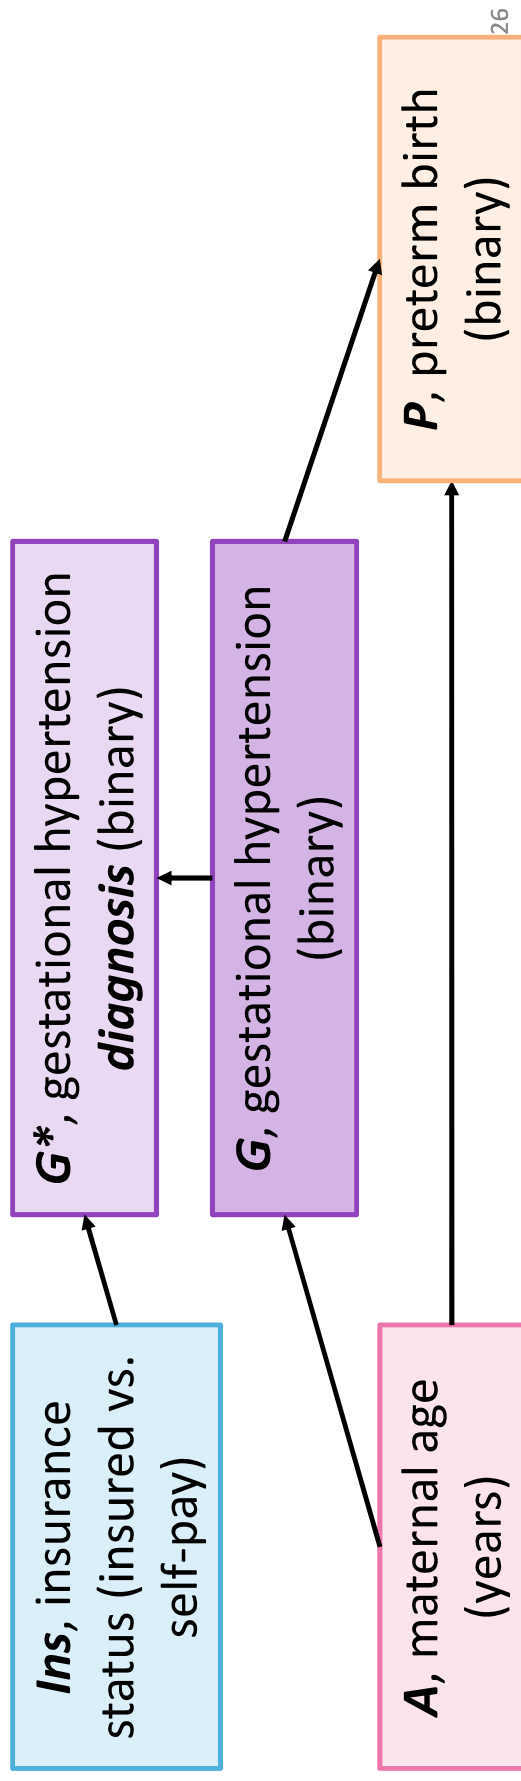 Ins, insurance
status (insured vs.
self-pay)
G*, gestational hypertension
diagnosis (binary)
G, gestational hypertension
(binary)
A, maternal age
(years)
P, preterm birth
(binary)
26